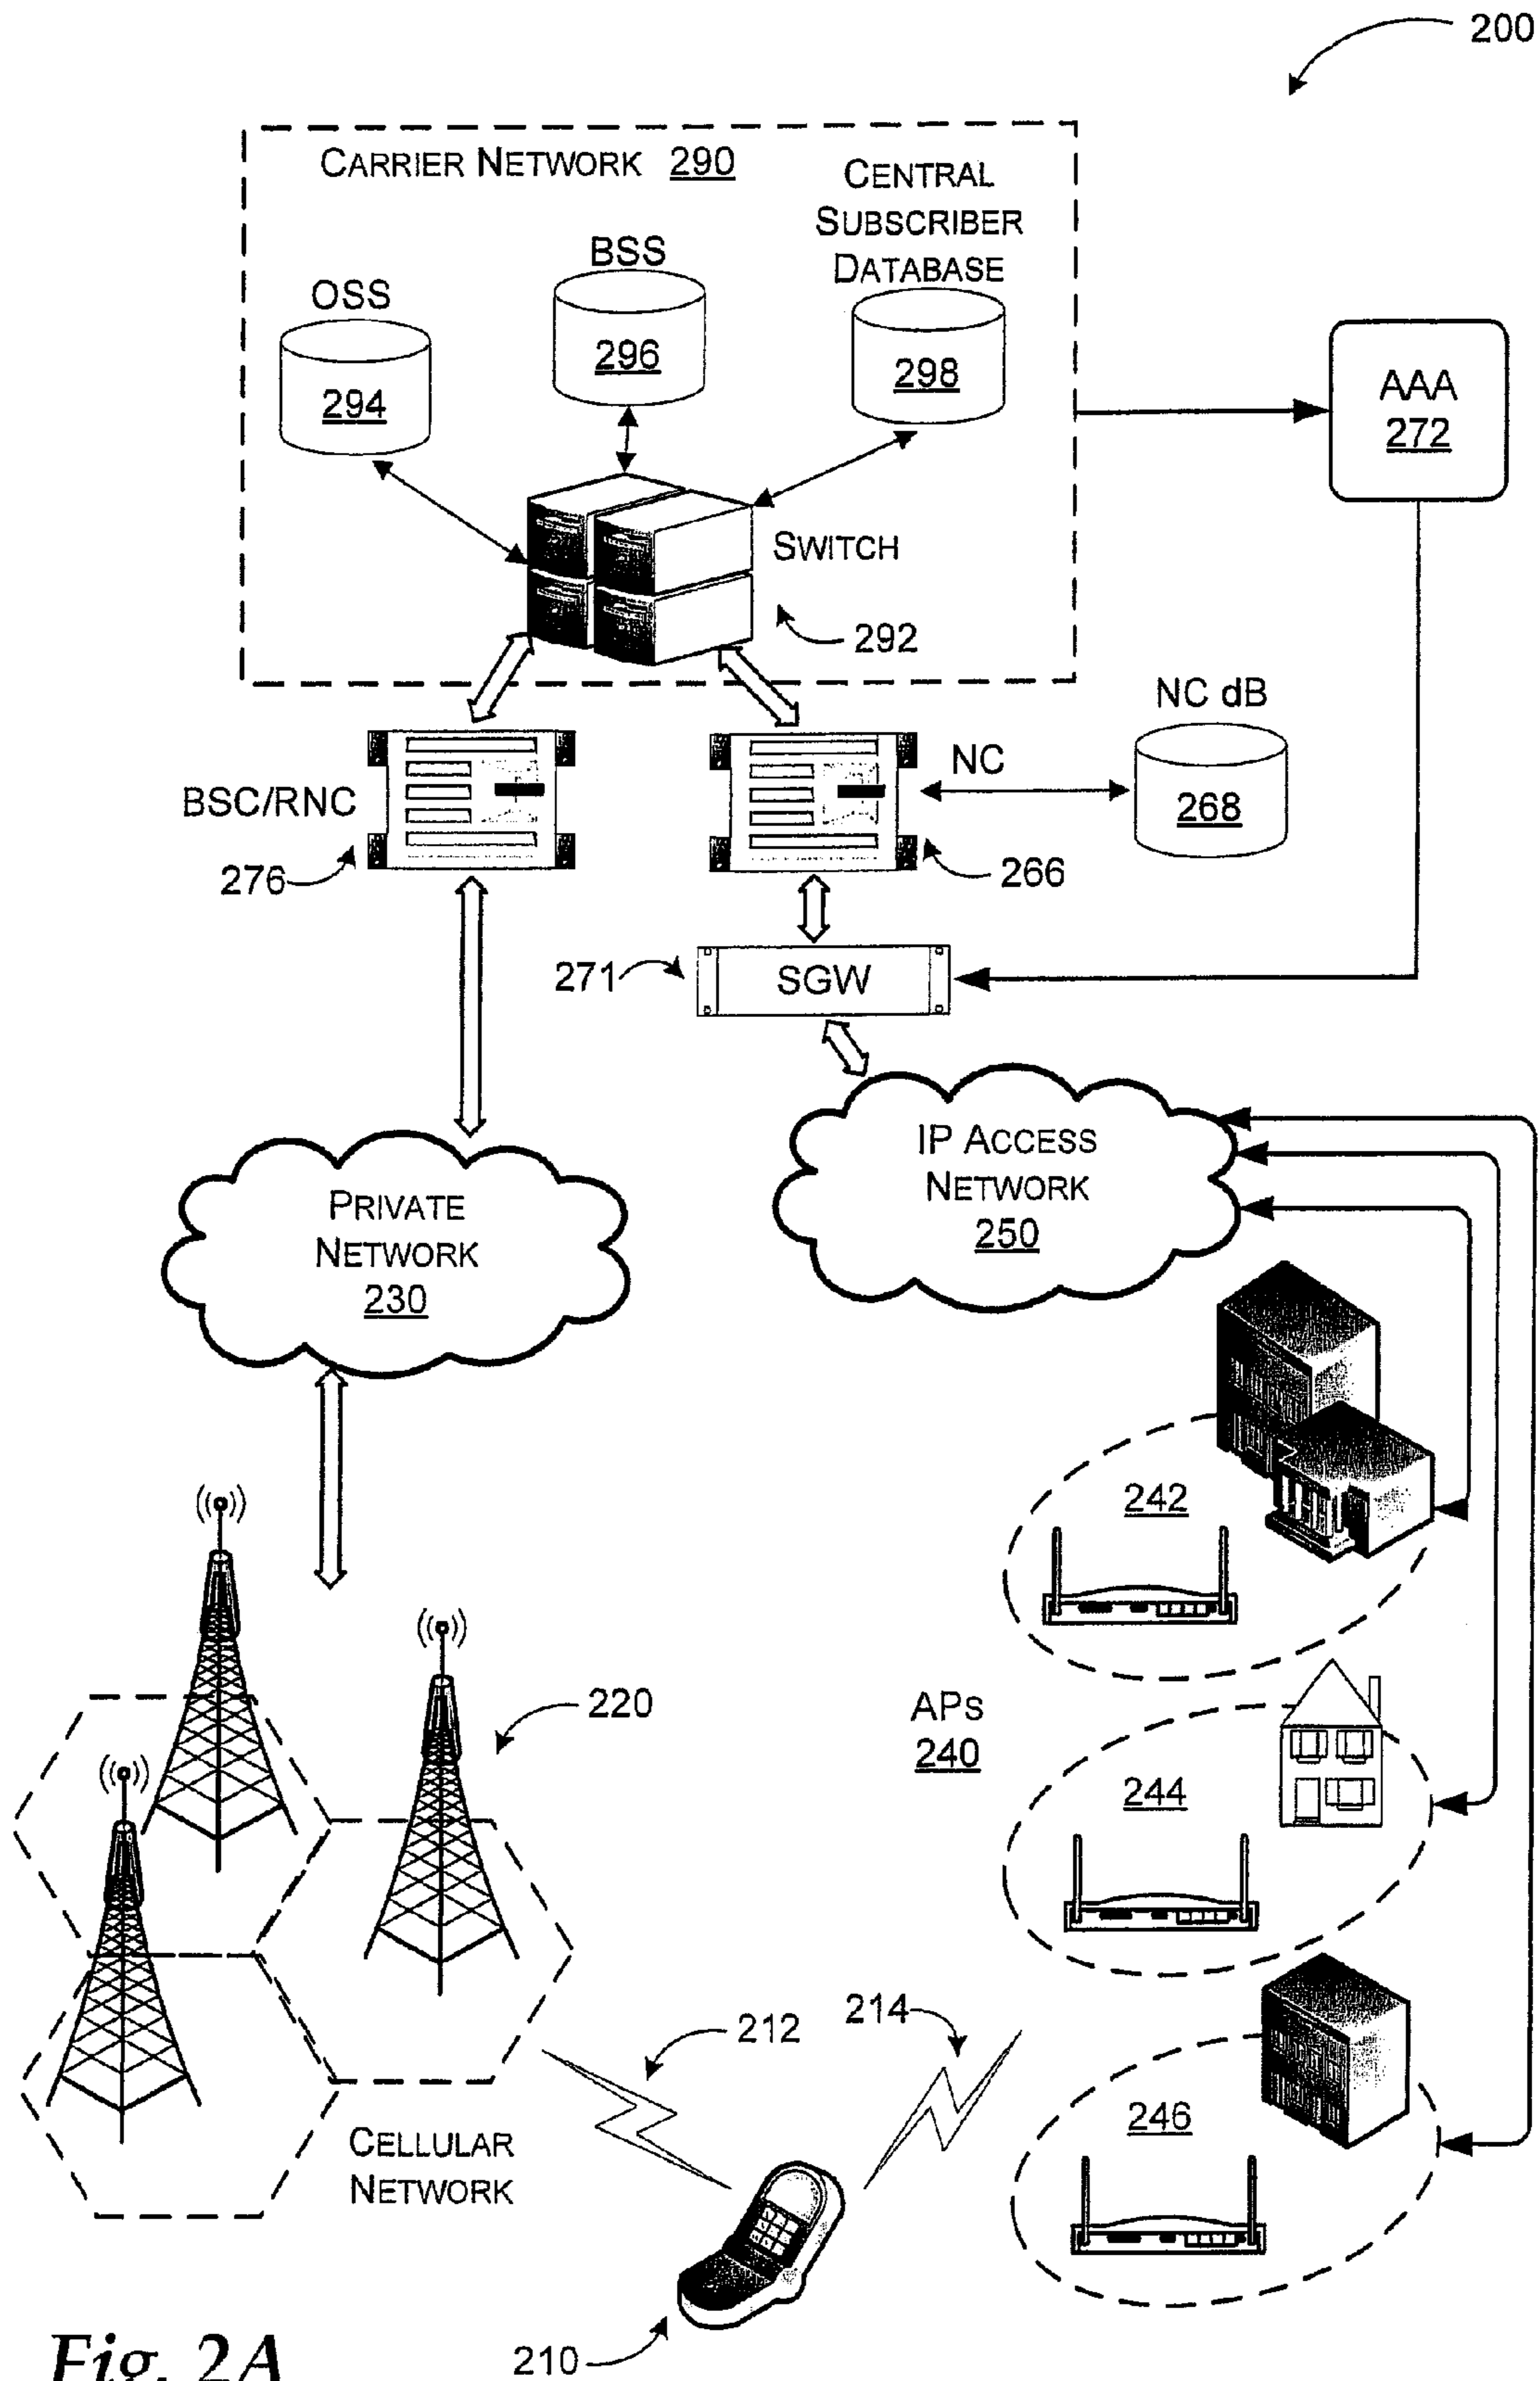 200
CARRIER NETWORK 290
CENTRAL
SUBSCRIBER
DATABASE
BSS
OSS
296
298
294
AAA
272
SWITCH
292
NC dB
NC
268
BSC/RNC
276
266
271
SGW
IP ACCESS
NETWORK
250
PRIVATE
NETWORK
230
242
220
APs
240
244
212
214
246
CELLULAR
NETWORK
210
Fig. 2A